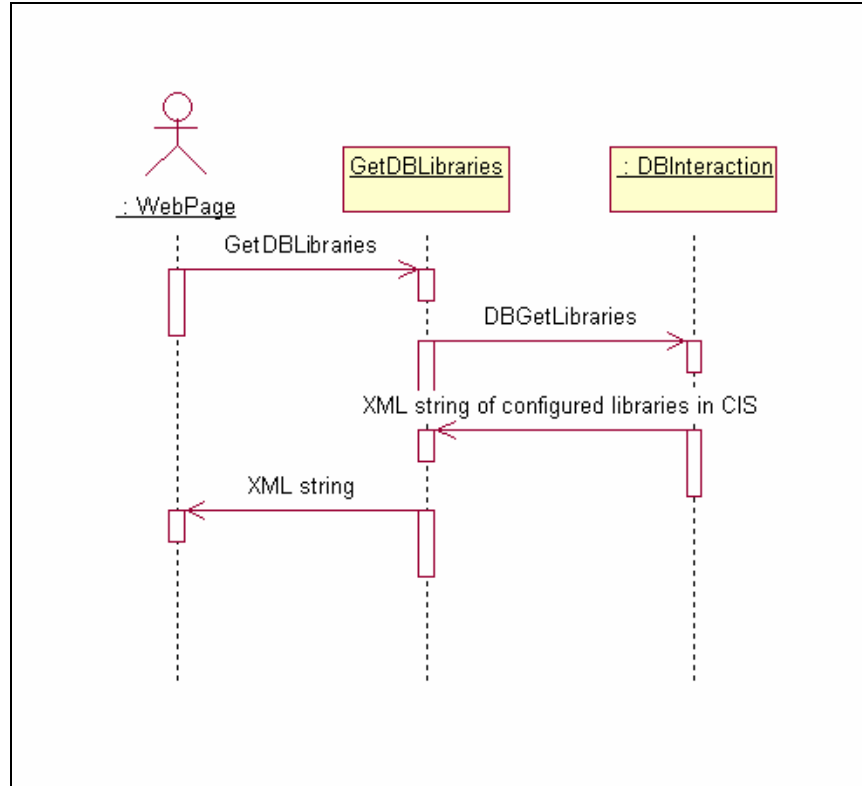 GetDBLibraries
: DBInteraction
: WebPage
GetDBLibraries
DBGetLibraries
XML string of configured libraries in CIS
XML string